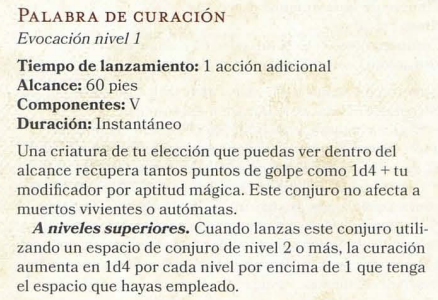 PALABRA DE CURACIÓN
Evocación nivel 1
Tiempo de lanzamiento: 1 acción adicional
Alcance: 60 pies
Componentes: V
Duración: Instantáneo
Una criatura de tu elección que puedas ver dentro del
alcance recupera tantos puntos de golpe como 1d4 + tu
modificador por aptitud mágica. Este conjuro no afecta a
muertos vivientes o autómatas.
A niveles superiores. Cuando lanzas este conjuro utili-
zando un espacio de conjuro de nivel 2 o más, la curación
aumenta en 1d4 por cada nivel por encima de 1 que tenga
el espacio que hayas empleado.